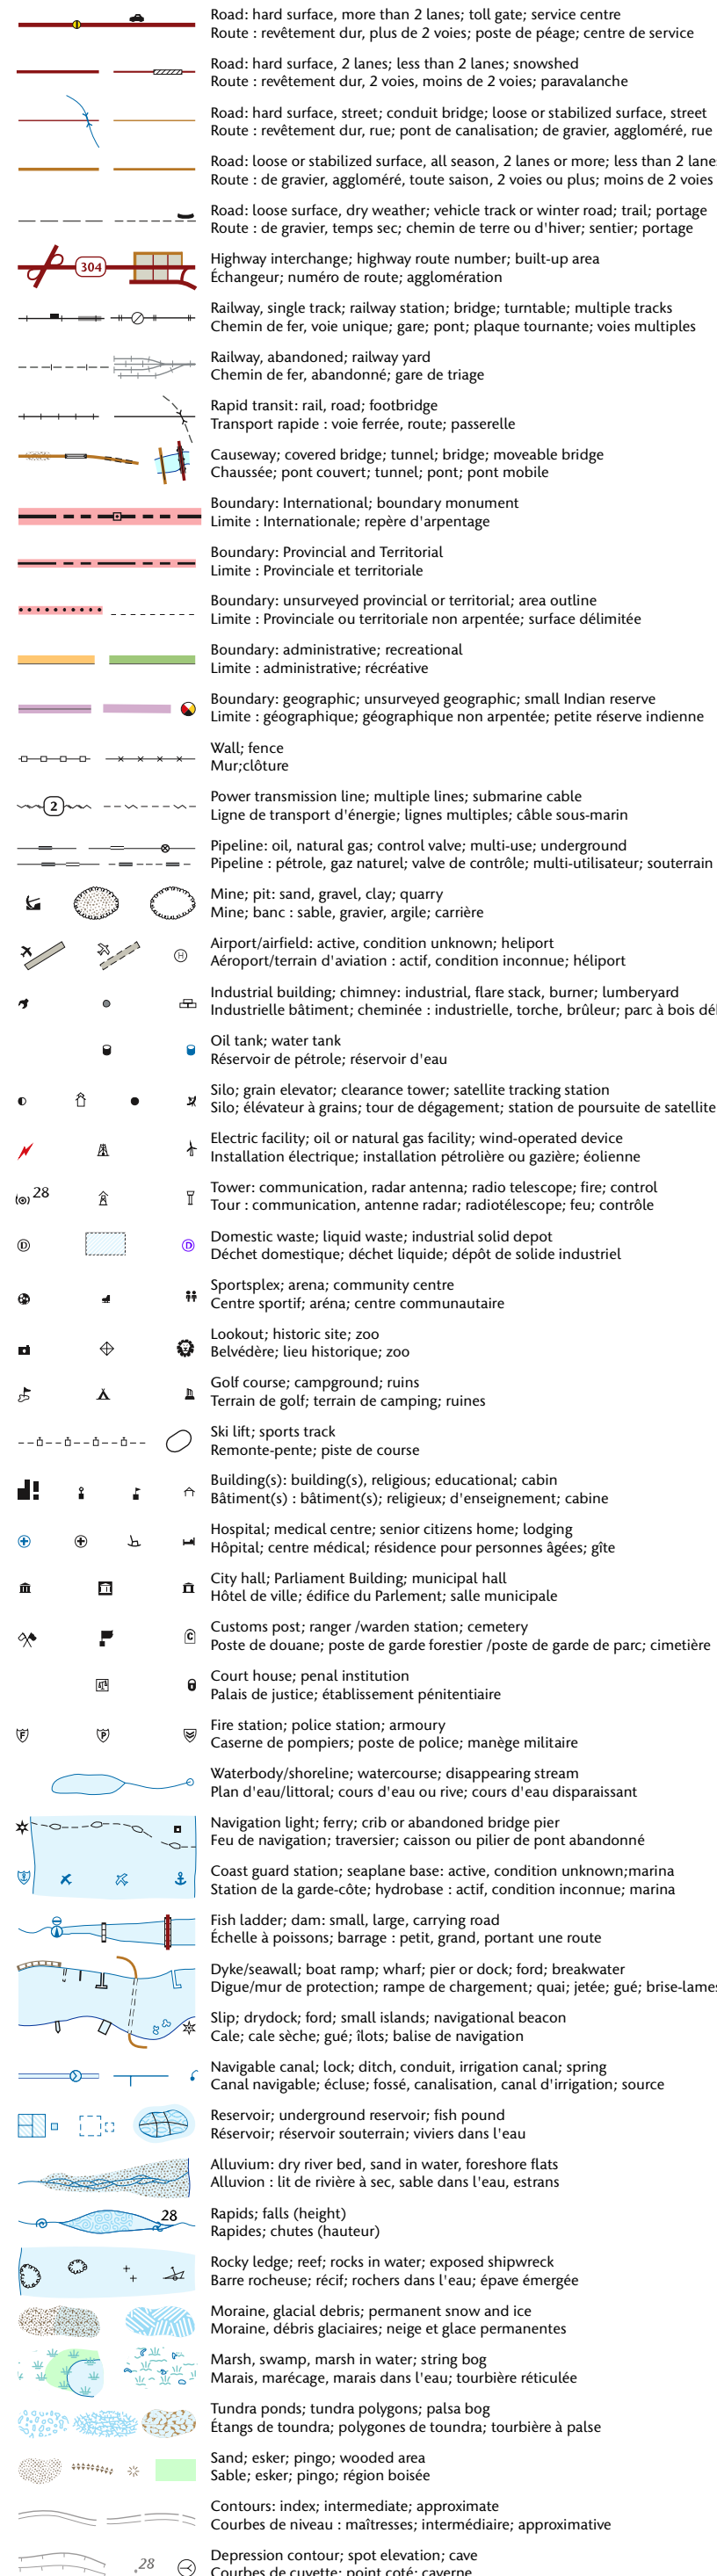 Road: hard surface, more than 2 lanes; toll gate; service centre
Route : revêtement dur, plus de 2 voies; poste de péage; centre de service
Road: hard surface, 2 lanes; less than 2 lanes; snowshed
Route : revêtement dur, 2 voies, moins de 2 voies; paravalanche
Road: hard surface, street; conduit bridge; loose or stabilized surface, street
Route : revêtement dur, rue; pont de canalisation; de gravier, aggloméré, rue
Road: loose or stabilized surface, all season, 2 lanes or more; less than 2 lane
Route : de gravier, aggloméré, toute saison, 2 voies ou plus; moins de 2 voies
Road: loose surface, dry weather; vehicle track or winter road; trail; portage
Route : de gravier, temps sec; chemin de terre ou d'hiver; sentier; portage
304
Highway interchange; highway route number; built-up area
Échangeur; numéro de route; agglomération
Railway, single track; railway station; bridge; turntable; multiple tracks
Chemin de fer, voie unique; gare; pont; plaque tournante; voies multiples
Railway, abandoned; railway yard
Chemin de fer, abandonné; gare de triage
Rapid transit: rail, road; footbridge
Transport rapide : voie ferrée, route; passerelle
Causeway; covered bridge; tunnel; bridge; moveable bridge
Chaussée; pont couvert; tunnel; pont; pont mobile
Boundary: International; boundary monument
Limite : Internationale; repère d'arpentage
Boundary: Provincial and Territorial
Limite : Provinciale et territoriale
Boundary: unsurveyed provincial or territorial; area outline
Limite : Provinciale ou territoriale non arpentée; surface délimitée
Boundary: administrative; recreational
Limite : administrative; récréative
Boundary: geographic; unsurveyed geographic; small Indian reserve
Limite : géographique; géographique non arpentée; petite réserve indienne
Wall; fence
Mur;clôture
2
Power transmission line; multiple lines; submarine cable
Ligne de transport d'énergie; lignes multiples; câble sous-marin
Pipeline: oil, natural gas; control valve; multi-use; underground
Pipeline : pétrole, gaz naturel; valve de contrôle; multi-utilisateur; souterrain
Mine; pit: sand, gravel, clay; quarry
Mine; banc : sable, gravier, argile; carrière
H
Airport/airfield: active, condition unknown; heliport
Aéroport/terrain d'aviation : actif, condition inconnue; héliport
Industrial building; chimney: industrial, flare stack, burner; lumberyard
Industrielle bâtiment; cheminée : industrielle, torche, brûleur; parc à bois dé
Oil tank; water tank
Réservoir de pétrole; réservoir d'eau
Silo; grain elevator; clearance tower; satellite tracking station
Silo; élévateur à grains; tour de dégagement; station de poursuite de satellite
Electric facility; oil or natural gas facility; wind-operated device
Installation électrique; installation pétrolière ou gazière; éolienne
28
Tower: communication, radar antenna; radio telescope; fire; control
Tour : communication, antenne radar; radiotélescope; feu; contrôle
D D
Domestic waste; liquid waste; industrial solid depot
Déchet domestique; déchet liquide; dépôt de solide industriel
Sportsplex; arena; community centre
Centre sportif; aréna; centre communautaire
Lookout; historic site; zoo
Belvédère; lieu historique; zoo
Golf course; campground; ruins
Terrain de golf; terrain de camping; ruines
Ski lift; sports track
Remonte-pente; piste de course
Building(s): building(s), religious; educational; cabin
Bâtiment(s) : bâtiment(s); religieux; d'enseignement; cabine
Hospital; medical centre; senior citizens home; lodging
Hôpital; centre médical; résidence pour personnes âgées; gîte
City hall; Parliament Building; municipal hall
Hôtel de ville; édifice du Parlement; salle municipale
C
Customs post; ranger /warden station; cemetery
Poste de douane; poste de garde forestier /poste de garde de parc; cimetière
Court house; penal institution
Palais de justice; établissement pénitentiaire
F P
Fire station; police station; armoury
Caserne de pompiers; poste de police; manège militaire
Waterbody/shoreline; watercourse; disappearing stream
Plan d'eau/littoral; cours d'eau ou rive; cours d'eau disparaissant
Navigation light; ferry; crib or abandoned bridge pier
Feu de navigation; traversier; caisson ou pilier de pont abandonné
Coast guard station; seaplane base: active, condition unknown;marina
Station de la garde-côte; hydrobase : actif, condition inconnue; marina
Fish ladder; dam: small, large, carrying road
Échelle à poissons; barrage : petit, grand, portant une route
Dyke/seawall; boat ramp; wharf; pier or dock; ford; breakwater
Digue/mur de protection; rampe de chargement; quai; jetée; gué; brise-lames
Slip; drydock; ford; small islands; navigational beacon
Cale; cale sèche; gué; îlots; balise de navigation
Navigable canal; lock; ditch, conduit, irrigation canal; spring
Canal navigable; écluse; fossé, canalisation, canal d'irrigation; source
Reservoir; underground reservoir; fish pound
Réservoir; réservoir souterrain; viviers dans l'eau
Alluvium: dry river bed, sand in water, foreshore flats
Alluvion : lit de rivière à sec, sable dans l'eau, estrans
28
Rapids; falls (height)
Rapides; chutes (hauteur)
Rocky ledge; reef; rocks in water; exposed shipwreck
Barre rocheuse; récif; rochers dans l'eau; épave émergée
Moraine, glacial debris; permanent snow and ice
Moraine, débris glaciaires; neige et glace permanentes
Marsh, swamp, marsh in water; string bog
Marais, marécage, marais dans l'eau; tourbière réticulée
Tundra ponds; tundra polygons; palsa bog
Étangs de toundra; polygones de toundra; tourbière à palse
Sand; esker; pingo; wooded area
Sable; esker; pingo; région boisée
Contours: index; intermediate; approximate
Courbes de niveau : maîtresses; intermédiaire; approximative
.28
Depression contour; spot elevation; cave
Courbes de cuvette; point coté; caverne